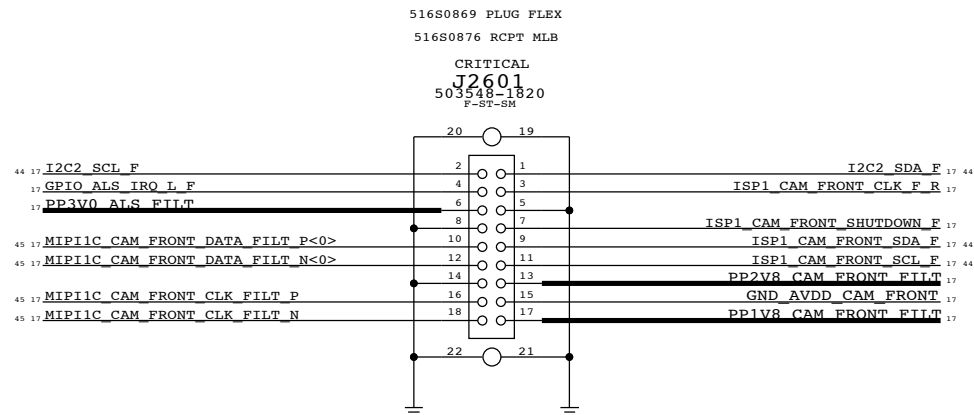 516S0869 PLUG FLEX
516S0876 RCPT MLB
CRITICAL
J2601
503548-1820
F-ST-SM
20 19
44 17 I2C2_SCL_F 2 1 I2C2_SDA_F 17 44
17 GPIO_ALS_IRQ_L_F 4 3 ISP1_CAM_FRONT_CLK_F_R 17
17 PP3V0_ALS_FILT 6 5
8 7 ISP1_CAM_FRONT_SHUTDOWN_F 17
45 17 MIPI1C_CAM_FRONT_DATA_FILT_P<0> 10 9 ISP1_CAM_FRONT_SDA_F 17 44
45 17 MIPI1C_CAM_FRONT_DATA_FILT_N<0> 12 11 ISP1_CAM_FRONT_SCL_F 17 44
14 13 PP2V8_CAM_FRONT_FILT 17
45 17 MIPI1C_CAM_FRONT_CLK_FILT_P 16 15 GND_AVDD_CAM_FRONT 17
45 17 MIPI1C_CAM_FRONT_CLK_FILT_N 18 17 PP1V8_CAM_FRONT_FILT 17
22 21